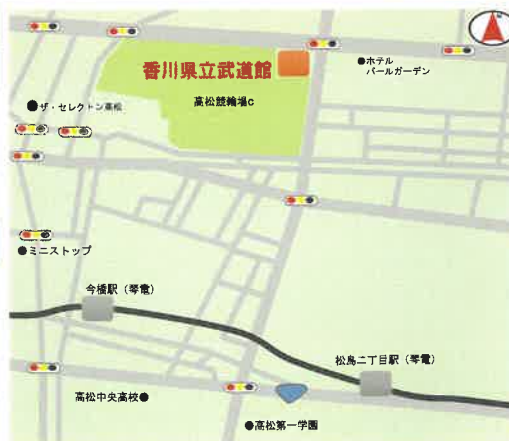 香川県立武道館
●ホテル
パールガーデン
高松競輪場C
●ザ・セレクトン高松
●ミニストップ
今橋駅（琴電）
松島二丁目駅（琴電）
高松中央高校●
●高松第一学園